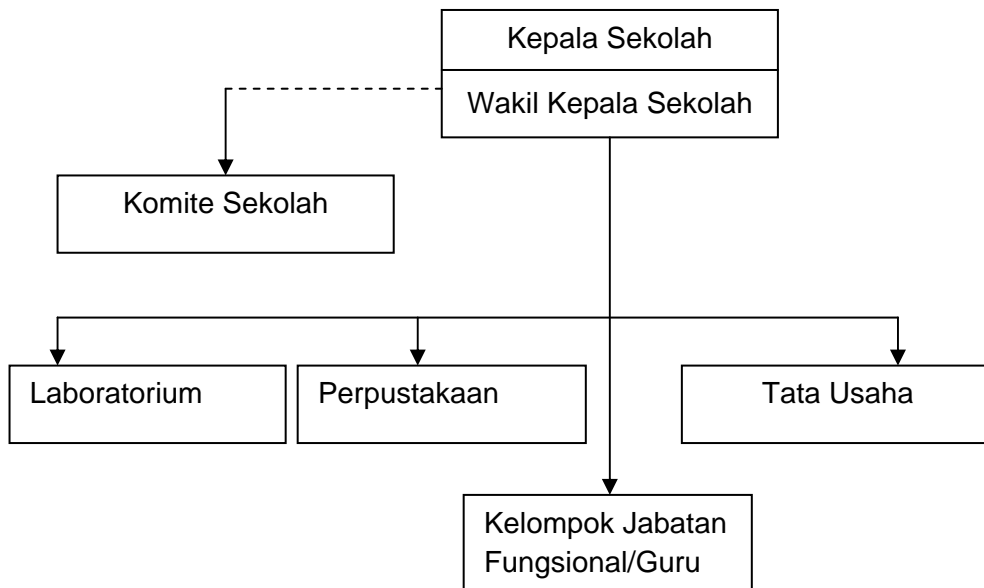 Kepala Sekolah
Wakil Kepala Sekolah
Komite Sekolah
Laboratorium
Perpustakaan
Tata Usaha
Kelompok Jabatan
Fungsional/Guru